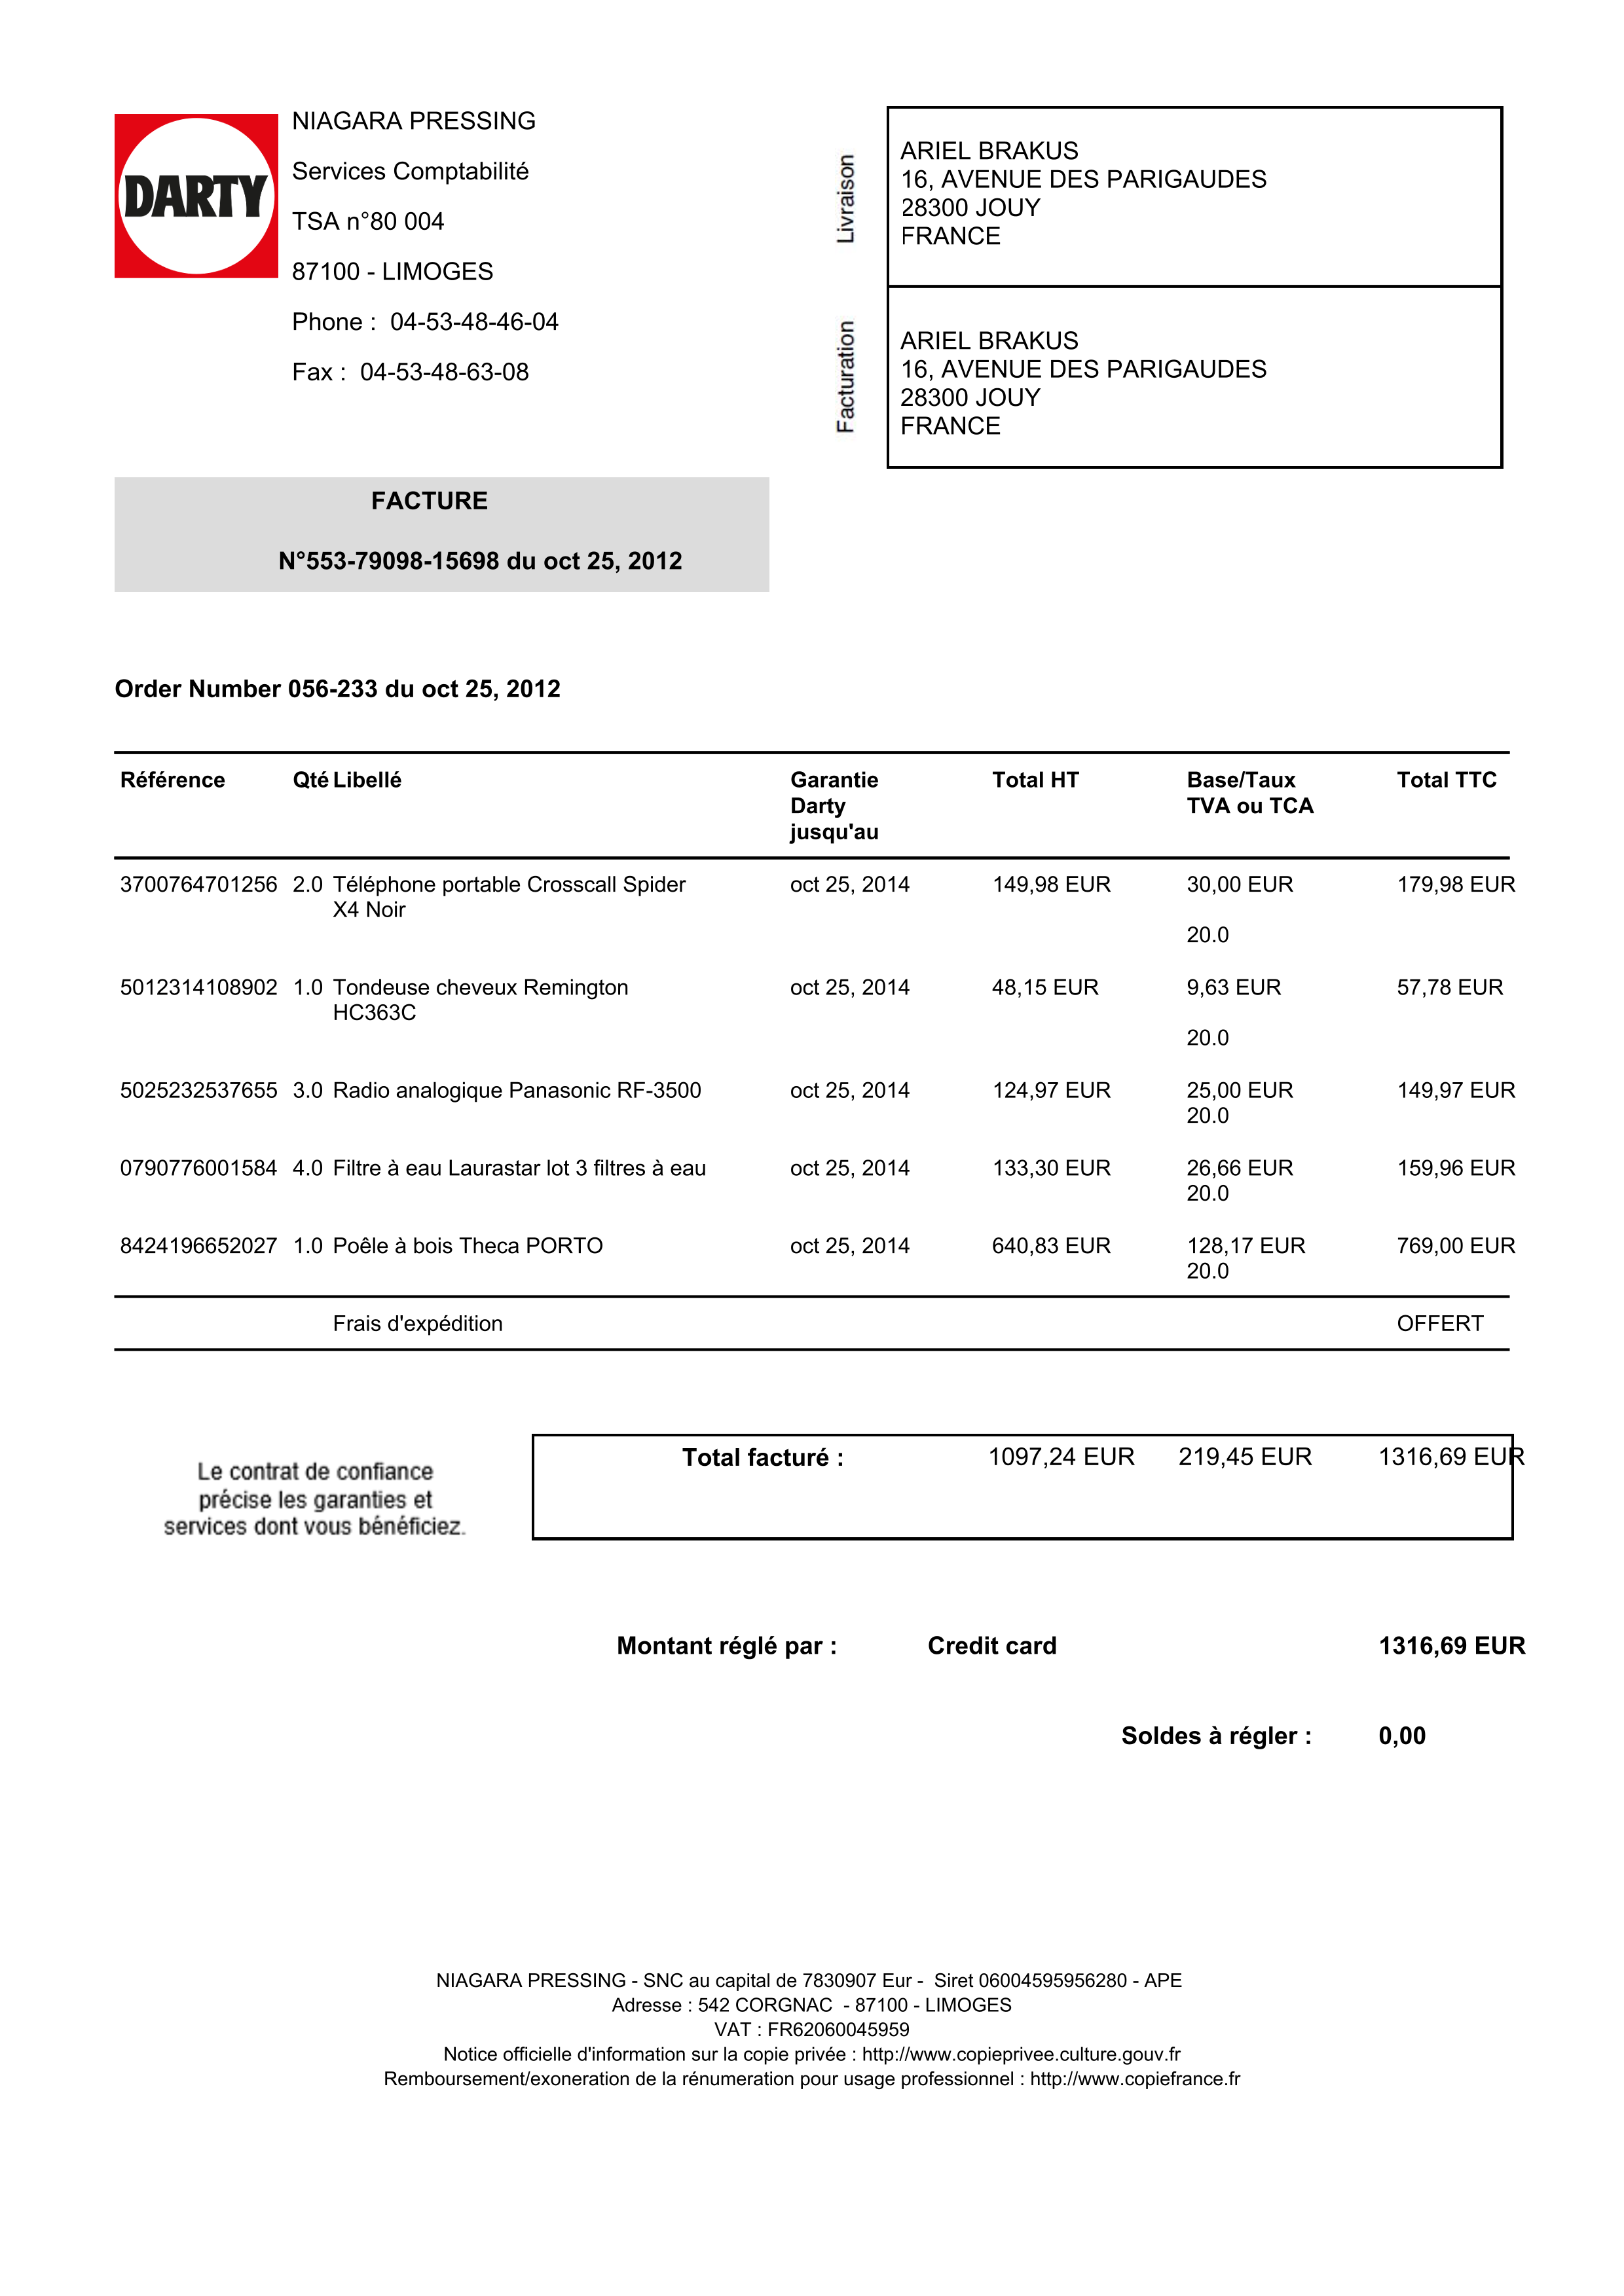 DARTY
NIAGARA PRESSING
Services Comptabilité
TSA n°80 004
87100 - LIMOGES
Phone : 04-53-48-46-04
Fax : 04-53-48-63-08
Livraison
ARIEL BRAKUS
16, AVENUE DES PARIGAUDES
28300 JOUY
FRANCE
Facturation
ARIEL BRAKUS
16, AVENUE DES PARIGAUDES
28300 JOUY
FRANCE
FACTURE
N°553-79098-15698 du oct 25, 2012
Order Number 056-233 du oct 25, 2012
Référence Qté Libellé Garantie Total HT Base/Taux Total TTC
Darty TVA ou TCA
jusqu'au
3700764701256 2.0 Téléphone portable Crosscall Spider oct 25, 2014 149,98 EUR 30,00 EUR 179,98 EUR
X4 Noir
20.0
5012314108902 1.0 Tondeuse cheveux Remington oct 25, 2014 48,15 EUR 9,63 EUR 57,78 EUR
HC363C
20.0
5025232537655 3.0 Radio analogique Panasonic RF-3500 oct 25, 2014 124,97 EUR 25,00 EUR 149,97 EUR
20.0
0790776001584 4.0 Filtre à eau Laurastar lot 3 filtres à eau oct 25, 2014 133,30 EUR 26,66 EUR 159,96 EUR
20.0
8424196652027 1.0 Poêle à bois Theca PORTO oct 25, 2014 640,83 EUR 128,17 EUR 769,00 EUR
20.0
Frais d'expédition OFFERT
Le contrat de confiance
précise les garanties et
services dont vous bénéficiez.
Total facturé : 1097,24 EUR 219,45 EUR 1316,69 EUR
Montant réglé par : Credit card 1316,69 EUR
Soldes à régler : 0,00
NIAGARA PRESSING - SNC au capital de 7830907 Eur - Siret 06004595956280 - APE
Adresse : 542 CORGNAC - 87100 - LIMOGES
VAT : FR62060045959
Notice officielle d'information sur la copie privée : http://www.copieprivee.culture.gouv.fr
Remboursement/exoneration de la rénumeration pour usage professionnel : http://www.copiefrance.fr